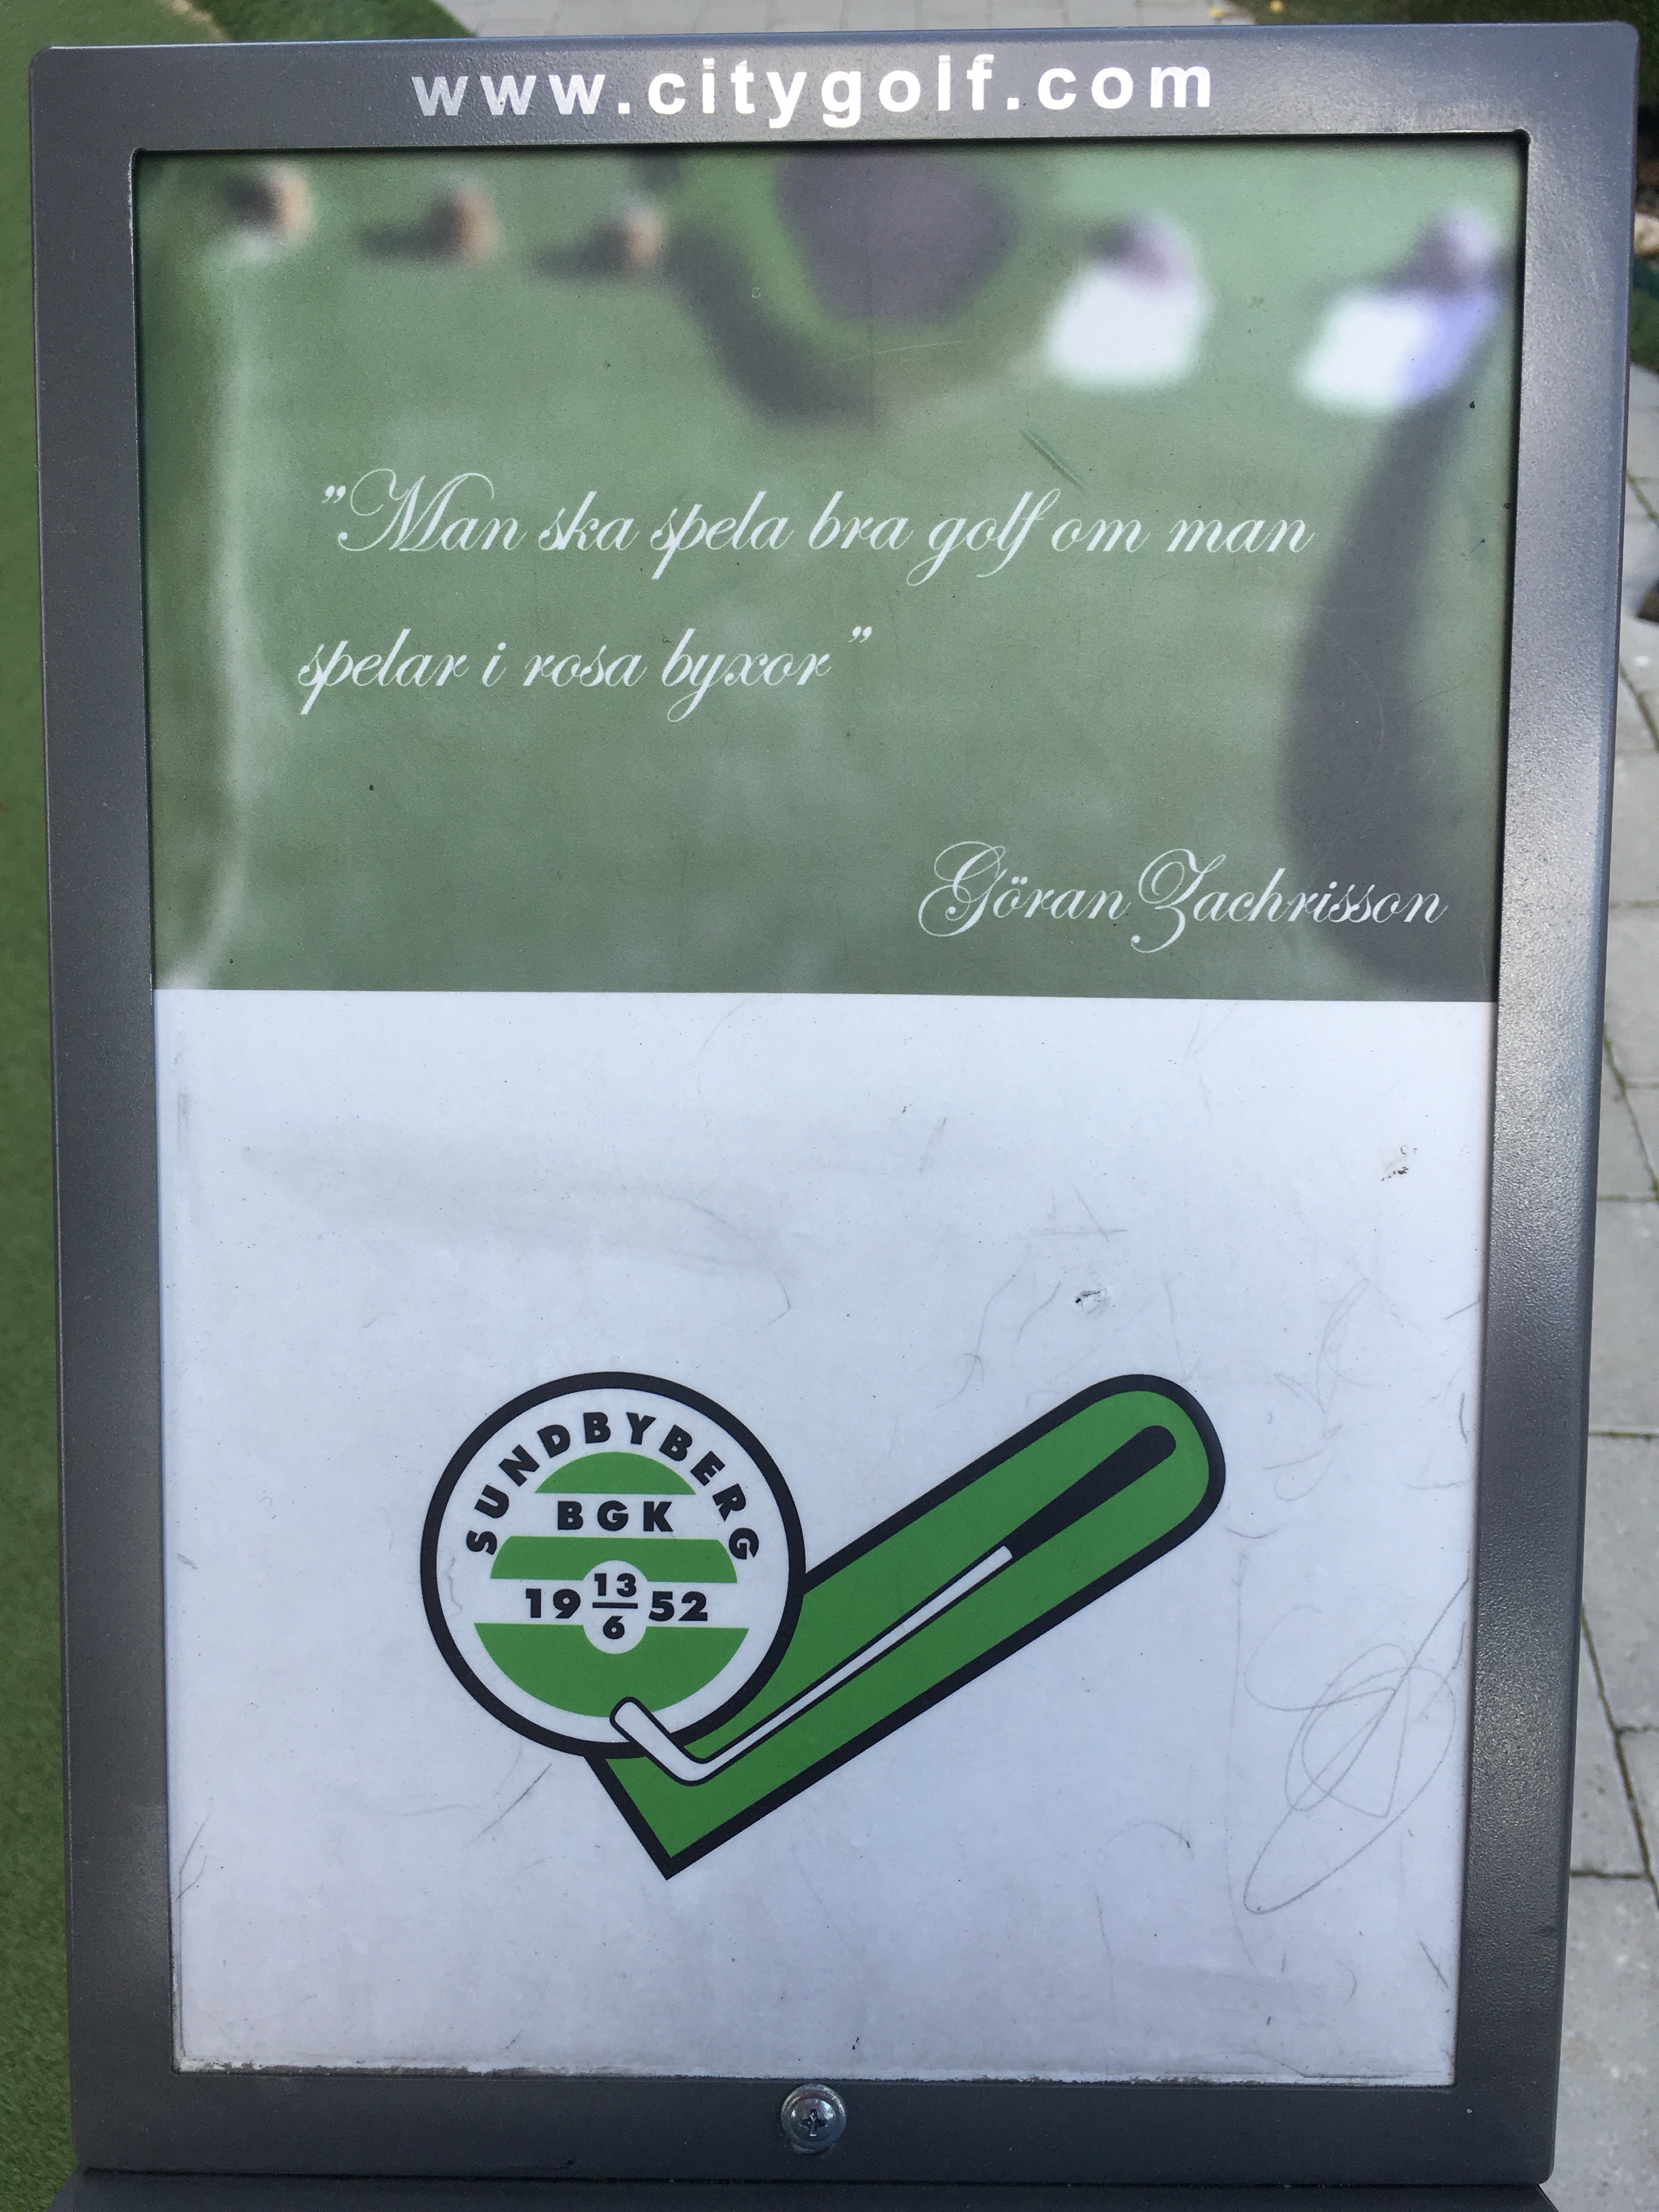 www.citygolf.com
”Man ska spela bra golf om man
spelar i rosa byxor”
Göran Zachrisson
SUNDBYBERG
BGK
19 13/6 52